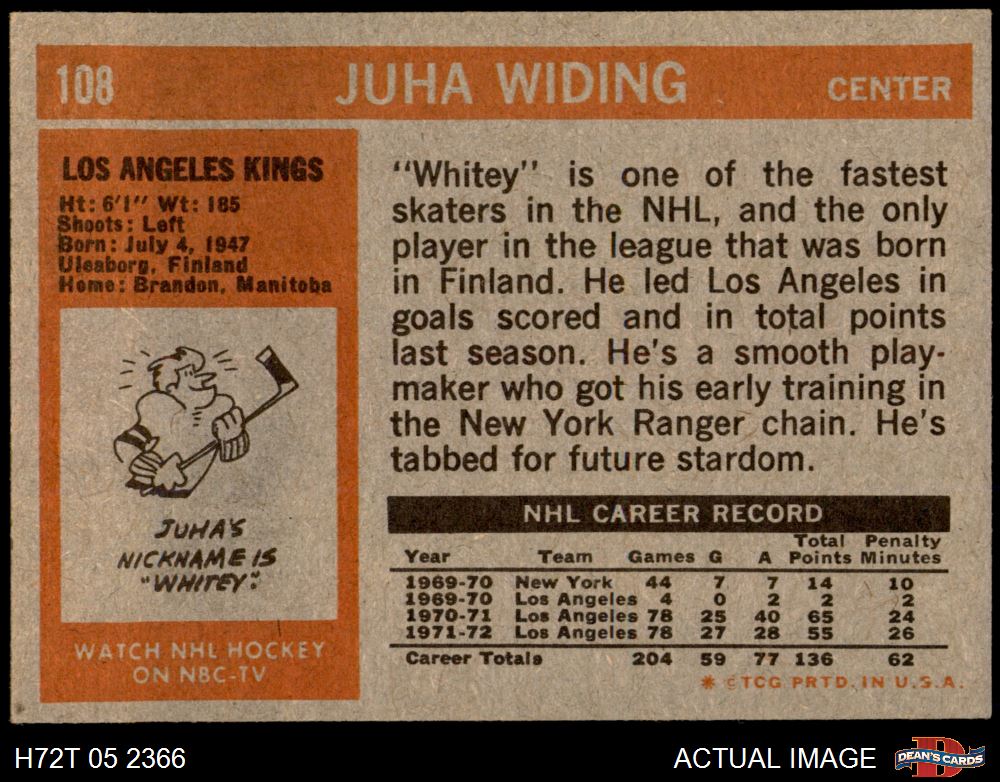 108 JUHA WIDING CENTER
LOS ANGELES KINGS
Ht: 6'1" Wt: 185
Shoots: Left
Born: July 4, 1947
Uleaborg, Finland
Home: Brandon, Manitoba
JUHA'S
NICKNAME IS
"WHITEY".
WATCH NHL HOCKEY
ON NBC-TV
"Whitey" is one of the fastest
skaters in the NHL, and the only
player in the league that was born
in Finland. He led Los Angeles in
goals scored and in total points
last season. He's a smooth play-
maker who got his early training in
the New York Ranger chain. He's
tabbed for future stardom.
NHL CAREER RECORD
Year Team Games G A Total Points Penalty Minutes
1969-70 New York 44 7 7 14 10
1969-70 Los Angeles 4 0 2 2 2
1970-71 Los Angeles 78 25 40 65 24
1971-72 Los Angeles 78 27 28 55 26
Career Totals 204 59 77 136 62
* © TCG PRTD. IN U.S.A.
H72T 05 2366 ACTUAL IMAGE D DEAN'S CARDS